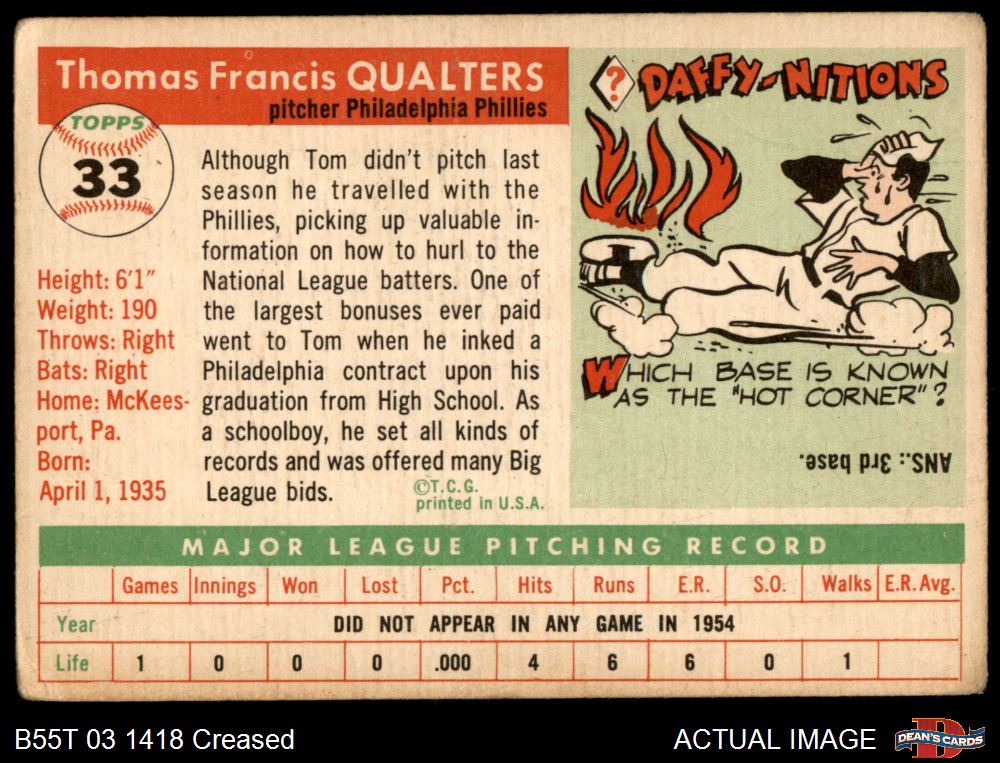 Thomas Francis QUALTERS
pitcher Philadelphia Phillies
TOPPS
33
Height: 6'1"
Weight: 190
Throws: Right
Bats: Right
Home: McKees-
port, Pa.
Born:
April 1, 1935
Although Tom didn't pitch last
season he travelled with the
Phillies, picking up valuable in-
formation on how to hurl to the
National League batters. One of
the largest bonuses ever paid
went to Tom when he inked a
Philadelphia contract upon his
graduation from High School. As
a schoolboy, he set all kinds of
records and was offered many Big
League bids.
©T.C.G.
printed in U.S.A.
? DAFFY-NITIONS
WHICH BASE IS KNOWN
AS THE "HOT CORNER"?
ANS.: 3rd base.
MAJOR LEAGUE PITCHING RECORD
Games Innings Won Lost Pct. Hits Runs E.R. S.O. Walks E.R. Avg.
Year DID NOT APPEAR IN ANY GAME IN 1954
Life 1 0 0 0 .000 4 6 6 0 1
B55T 03 1418 Creased
ACTUAL IMAGE
DEAN'S CARDS